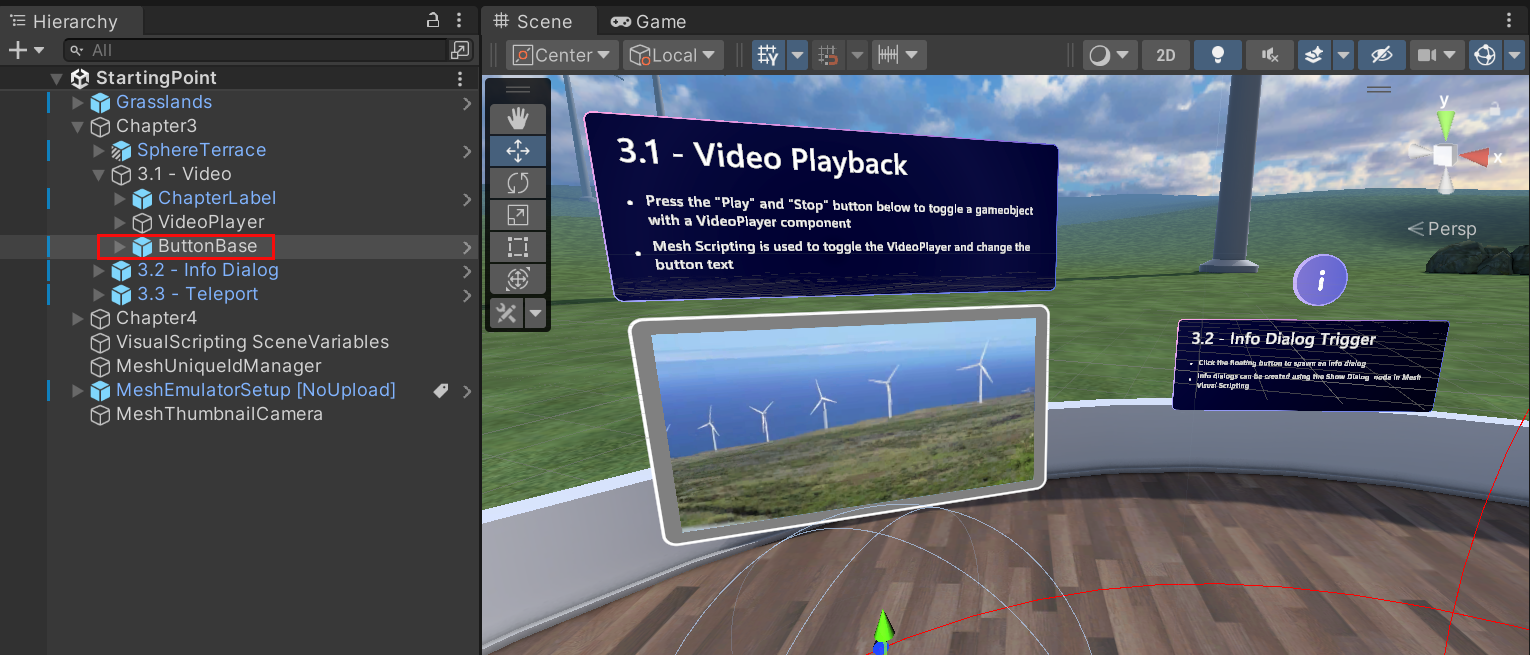 Hierarchy
All
StartingPoint
Grasslands
Chapter3
SphereTerrace
3.1 - Video
ChapterLabel
VideoPlayer
ButtonBase
3.2 - Info Dialog
3.3 - Teleport
Chapter4
VisualScripting SceneVariables
MeshUniqueIdManager
MeshEmulatorSetup [NoUpload]
MeshThumbnailCamera
Scene
Game
Center
Local
2D
y
x
Persp
3.1 - Video Playback
• Press the "Play" and "Stop" button below to toggle a gameobject
with a VideoPlayer component
• Mesh Scripting is used to toggle the VideoPlayer and change the
button text
i
3.2 - Info Dialog Trigger
• Click the floating button to spawn an info dialog
• Info dialogs can be created using the Show Dialog node in Mesh
Visual Scripting